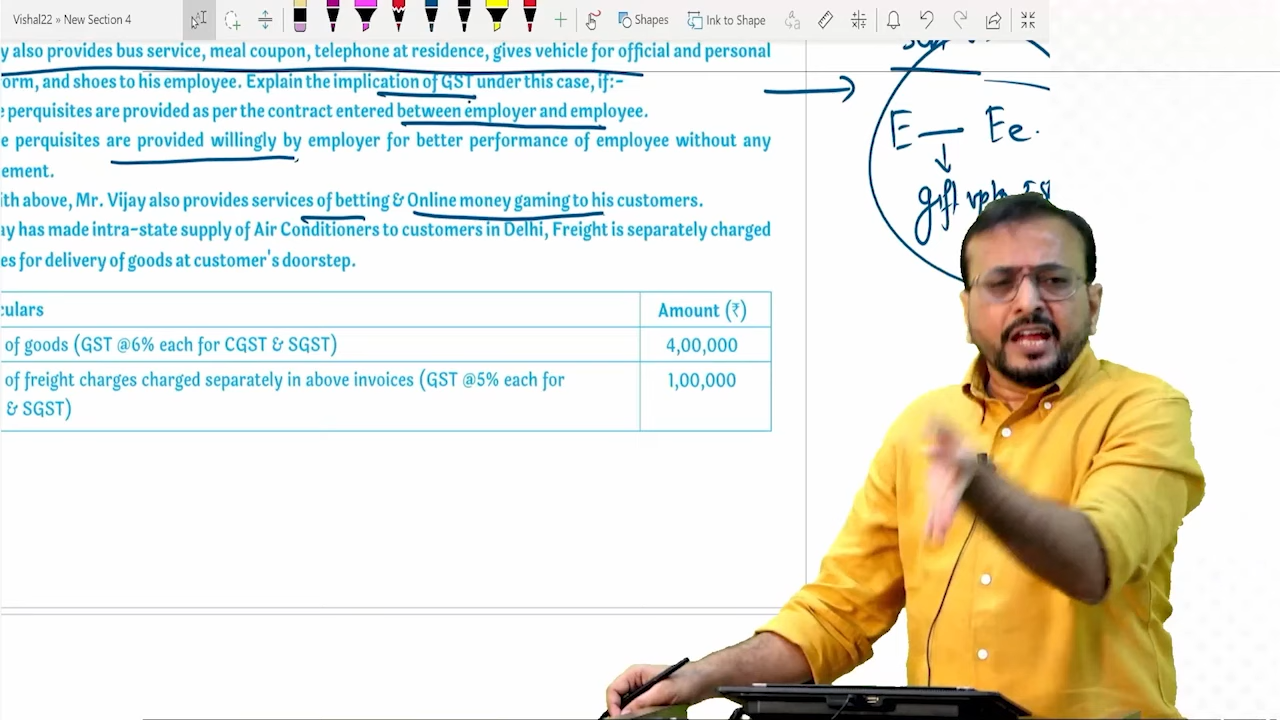 Vishal22 » New Section 4
Shapes
Ink to Shape
y also provides bus service, meal coupon, telephone at residence, gives vehicle for official and personal
orm, and shoes to his employee. Explain the implication of GST under this case, if:-
e perquisites are provided as per the contract entered between employer and employee.
e perquisites are provided willingly by employer for better performance of employee without any
ement.
ith above, Mr. Vijay also provides services of betting & Online money gaming to his customers.
ay has made intra-state supply of Air Conditioners to customers in Delhi, Freight is separately charged
es for delivery of goods at customer's doorstep.
culars Amount (₹)
of goods (GST @6% each for CGST & SGST) 4,00,000
of freight charges charged separately in above invoices (GST @5% each for 1,00,000
& SGST)
E — Ee.
gift upto